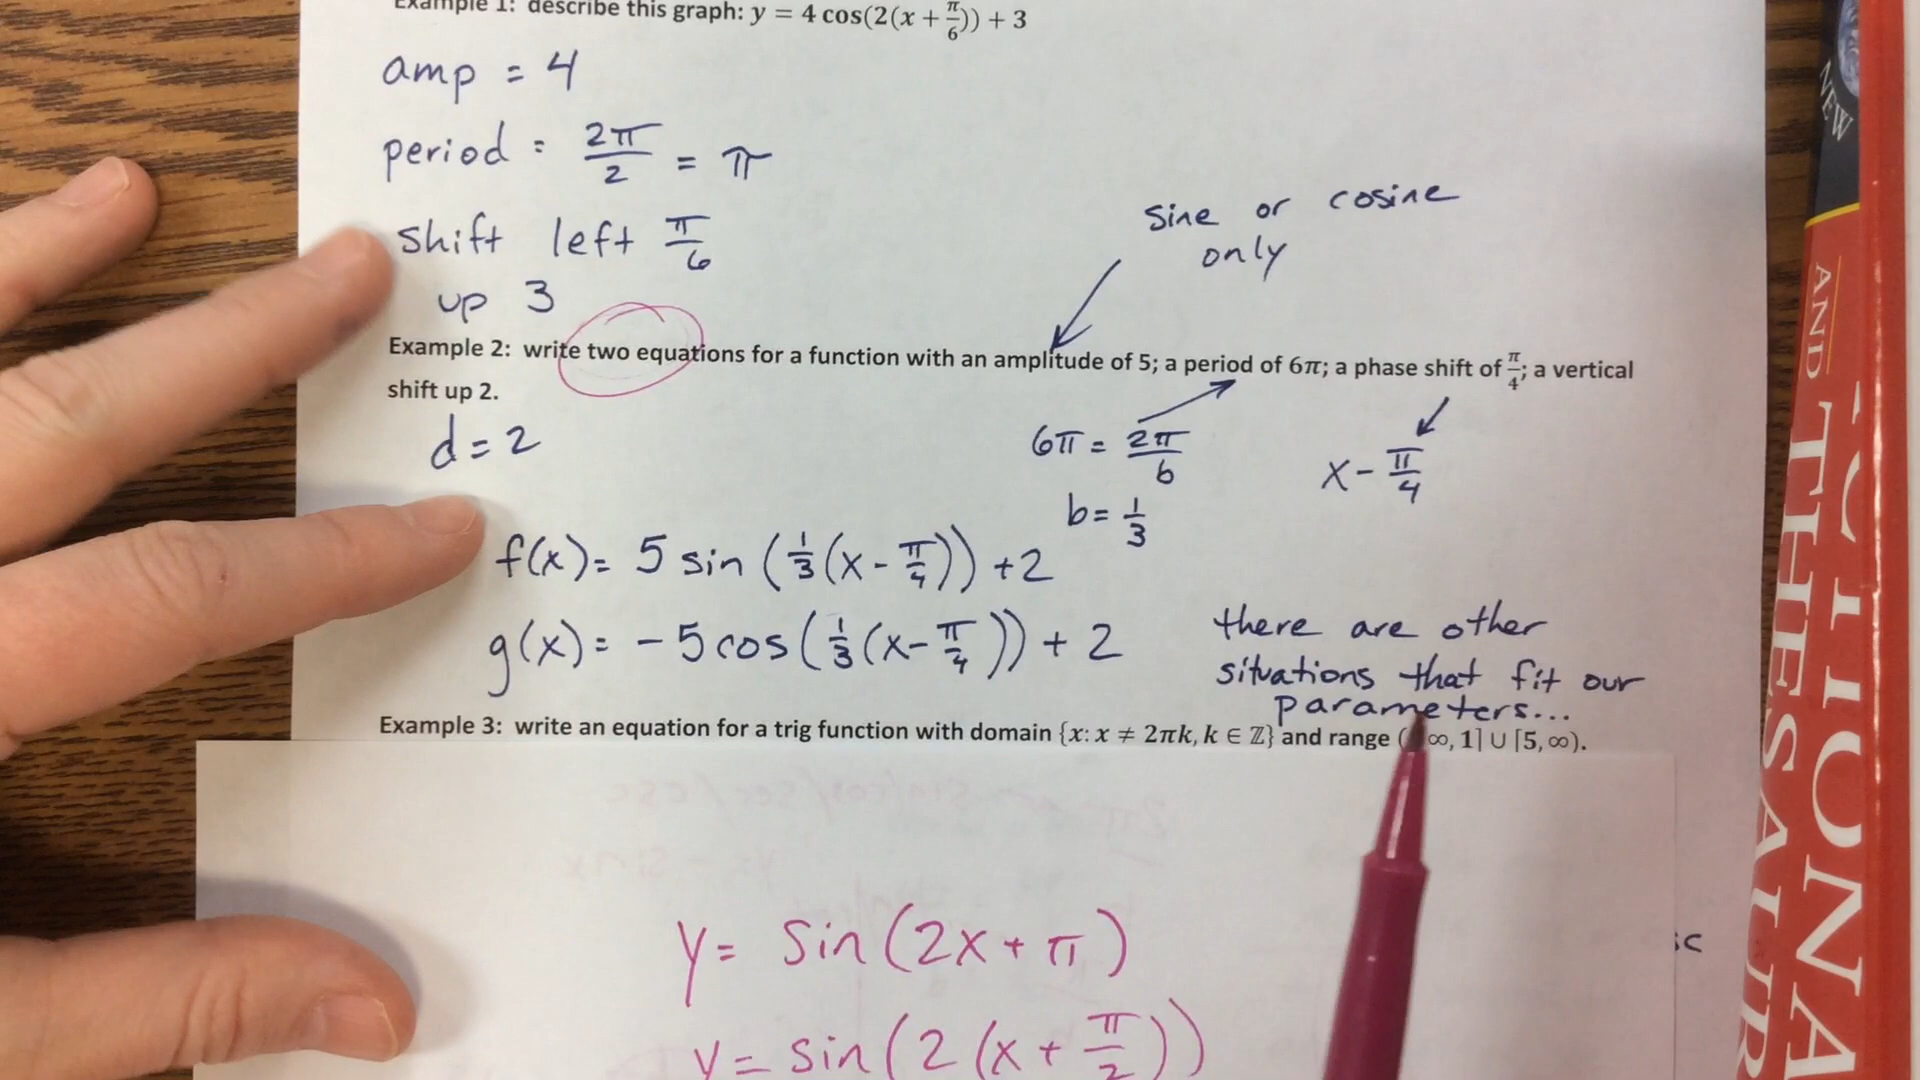 Example 1: describe this graph: y = 4 cos(2(x + π/6)) + 3
amp = 4
period = 2π/2 = π
shift left π/6
up 3
sine or cosine
only
Example 2: write two equations for a function with an amplitude of 5; a period of 6π; a phase shift of π/4; a vertical
shift up 2.
d = 2
6π = 2π/b
b = 1/3
x - π/4
f(x) = 5 sin (1/3(x - π/4)) + 2
g(x) = -5 cos (1/3(x - π/4)) + 2
there are other
situations that fit our
parameters...
Example 3: write an equation for a trig function with domain {x: x ≠ 2πk, k ∈ ℤ} and range ( ∞, 1] ∪ [5, ∞).
y = sin(2x + π)
y = sin(2(x + π/2))
NEW
AND
THESAUR